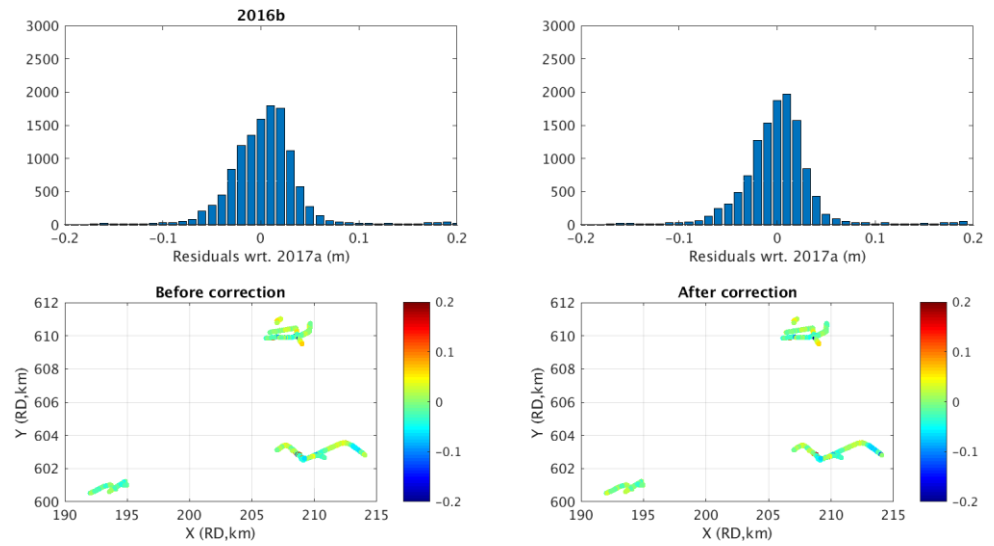 2016b
3000
2500
2000
1500
1000
500
0
−0.2 −0.1 0 0.1 0.2
Residuals wrt. 2017a (m)
3000
2500
2000
1500
1000
500
0
−0.2 −0.1 0 0.1 0.2
Residuals wrt. 2017a (m)
Before correction
612
610
608
606
604
602
600
Y (RD,km)
190 195 200 205 210 215
X (RD,km)
0.2
0.1
0
−0.1
−0.2
After correction
612
610
608
606
604
602
600
Y (RD,km)
190 195 200 205 210 215
X (RD,km)
0.2
0.1
0
−0.1
−0.2